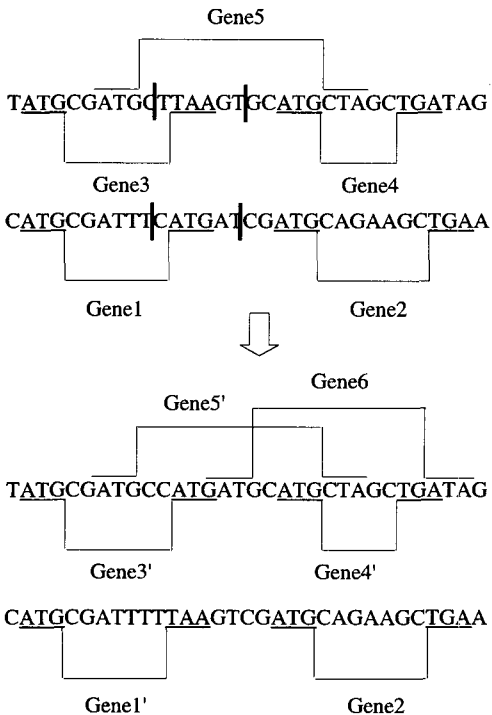 Gene5
TATGCGATGCTTAAGTGCATGCTAGCTGATAG
Gene3 Gene4
CATGCGATTTCATGATCGATGCAGAAGCTGAA
Gene1 Gene2
Gene6
Gene5'
TATGCGATGCCATGATGCATGCTAGCTGATAG
Gene3' Gene4'
CATGCGATTTTTAAGTCGATGCAGAAGCTGAA
Gene1' Gene2